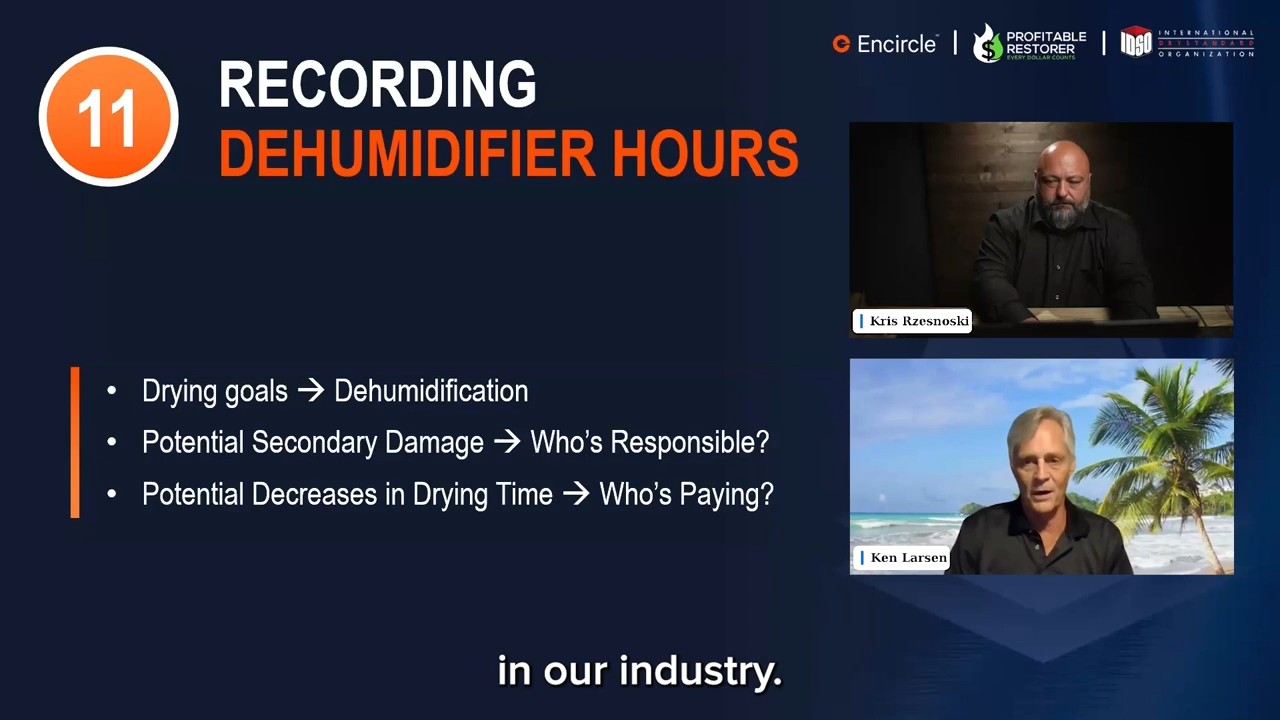 11
RECORDING
DEHUMIDIFIER HOURS
Encircle
PROFITABLE
RESTORER
EVERY DOLLAR COUNTS
IDSO
INTERNATIONAL
DRYSTANDARD
ORGANIZATION
Kris Rzesnoski
• Drying goals → Dehumidification
• Potential Secondary Damage → Who's Responsible?
• Potential Decreases in Drying Time → Who's Paying?
Ken Larsen
in our industry.